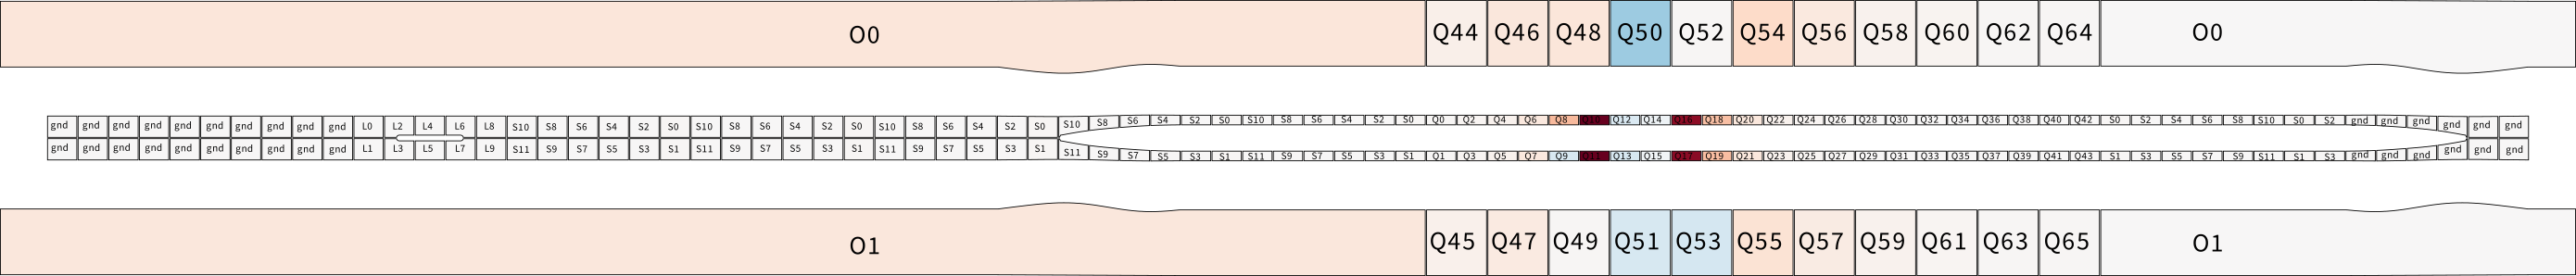 O0 Q44 Q46 Q48 Q50 Q52 Q54 Q56 Q58 Q60 Q62 Q64 O0
gnd gnd gnd gnd gnd gnd gnd gnd gnd gnd L0 L2 L4 L6 L8 S10 S8 S6 S4 S2 S0 S10 S8 S6 S4 S2 S0 S10 S8 S6 S4 S2 S0 S10 S8 S6 S4 S2 S0 S10 S8 S6 S4 S2 S0 Q0 Q2 Q4 Q6 Q8 Q10 Q12 Q14 Q16 Q18 Q20 Q22 Q24 Q26 Q28 Q30 Q32 Q34 Q36 Q38 Q40 Q42 S0 S2 S4 S6 S8 S10 S0 S2 gnd gnd gnd gnd gnd gnd
gnd gnd gnd gnd gnd gnd gnd gnd gnd gnd L1 L3 L5 L7 L9 S11 S9 S7 S5 S3 S1 S11 S9 S7 S5 S3 S1 S11 S9 S7 S5 S3 S1 S11 S9 S7 S5 S3 S1 S11 S9 S7 S5 S3 S1 Q1 Q3 Q5 Q7 Q9 Q11 Q13 Q15 Q17 Q19 Q21 Q23 Q25 Q27 Q29 Q31 Q33 Q35 Q37 Q39 Q41 Q43 S1 S3 S5 S7 S9 S11 S1 S3 gnd gnd gnd gnd gnd gnd
O1 Q45 Q47 Q49 Q51 Q53 Q55 Q57 Q59 Q61 Q63 Q65 O1